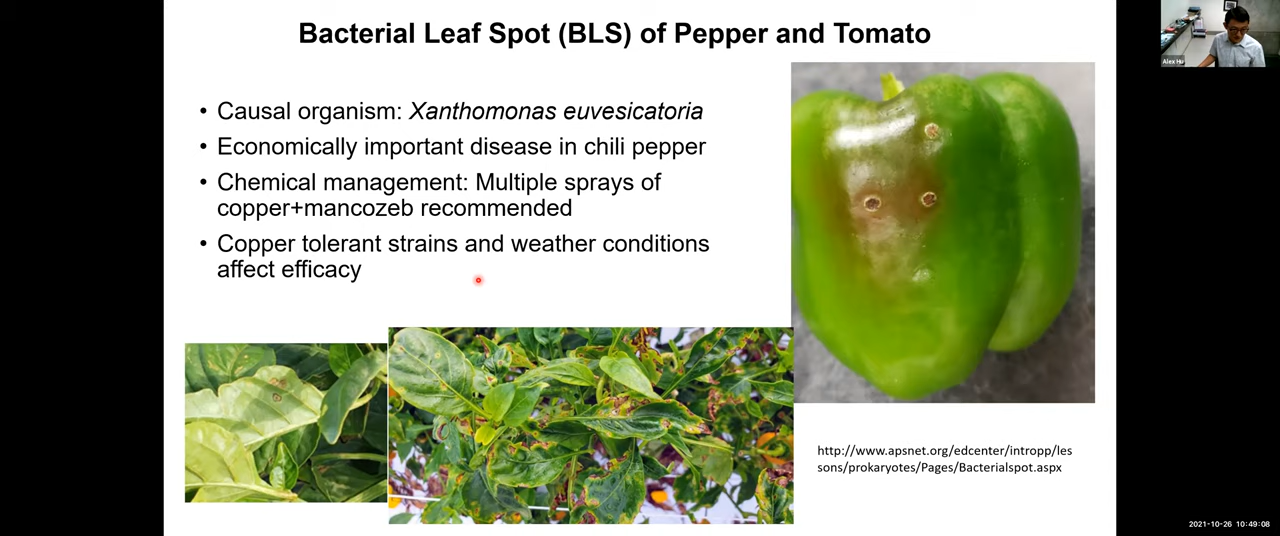 Bacterial Leaf Spot (BLS) of Pepper and Tomato
• Causal organism: Xanthomonas euvesicatoria
• Economically important disease in chili pepper
• Chemical management: Multiple sprays of
copper+mancozeb recommended
• Copper tolerant strains and weather conditions
affect efficacy
http://www.apsnet.org/edcenter/intropp/les
sons/prokaryotes/Pages/Bacterialspot.aspx
Alex Hu
2021-10-26 10:49:08